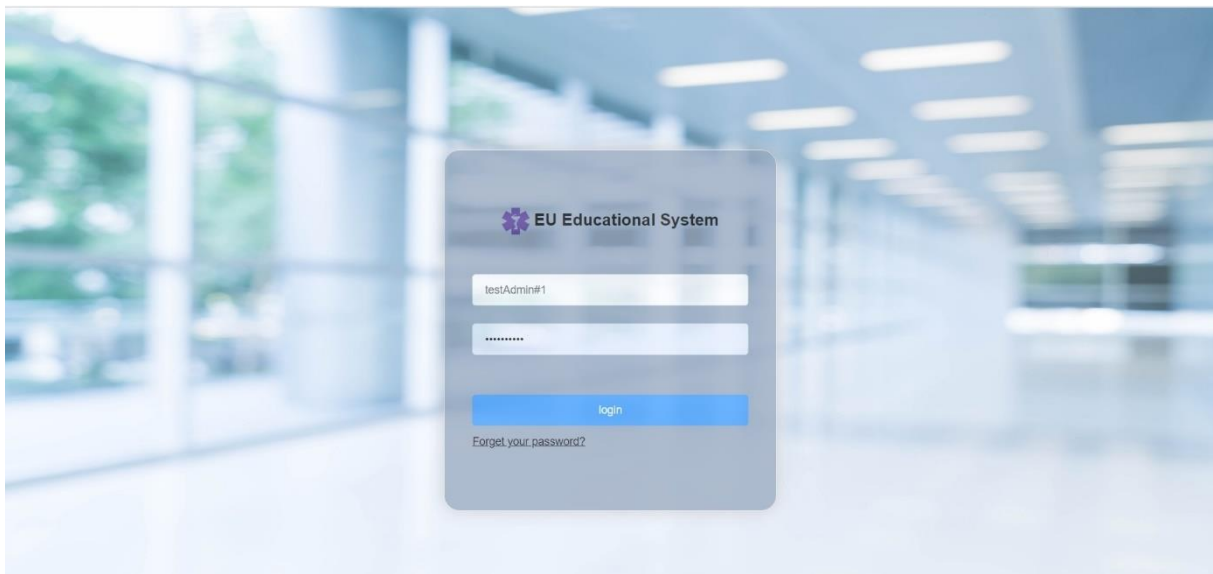 EU Educational System
testAdmin#1
••••••••••
login
Forget your password?